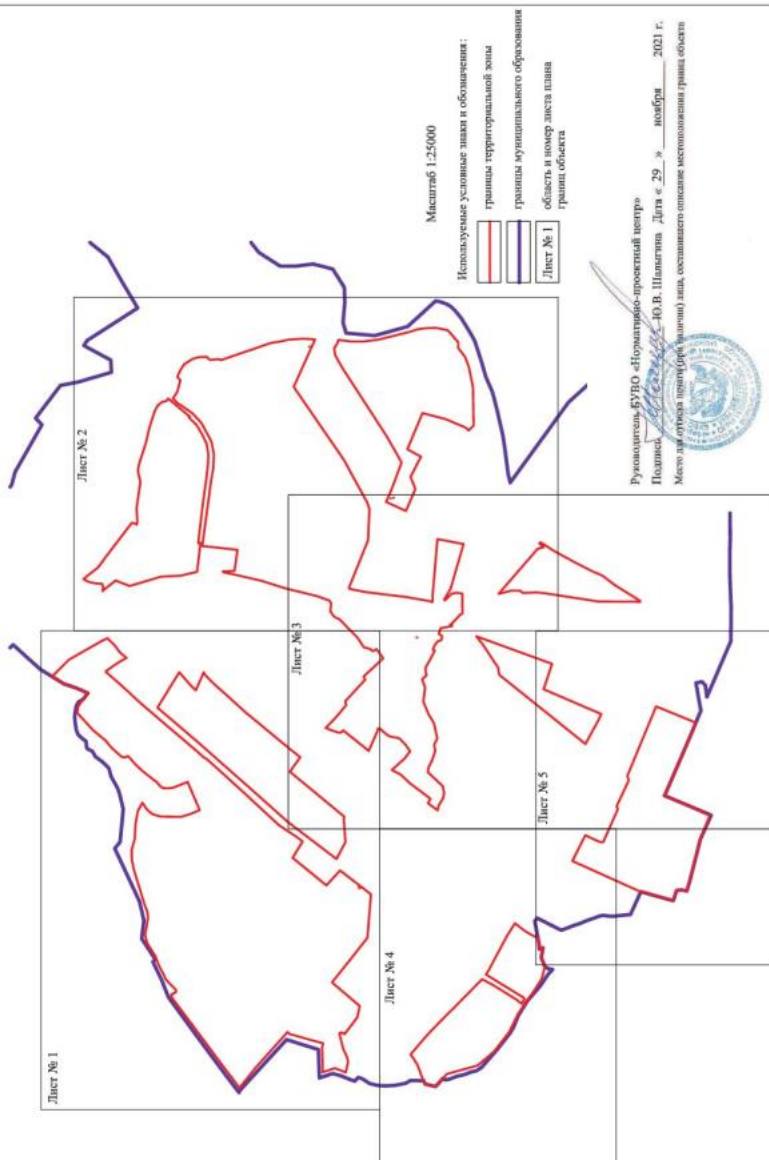 Лист № 1
Лист № 2
Лист № 3
Лист № 4
Лист № 5
Масштаб 1:25000
Используемые условные знаки и обозначения:
границы территориальной зоны
границы муниципального образования
Лист № 1
область и номер листа плана
границ объекта
Руководитель БУВО «Нормативно-проектный центр»
Подпись Ю.В. Шалыгина Дата « 29 » ноября 2021 г.
Место для оттиска печати (при наличии) лица, составившего описание местоположения границ объекта